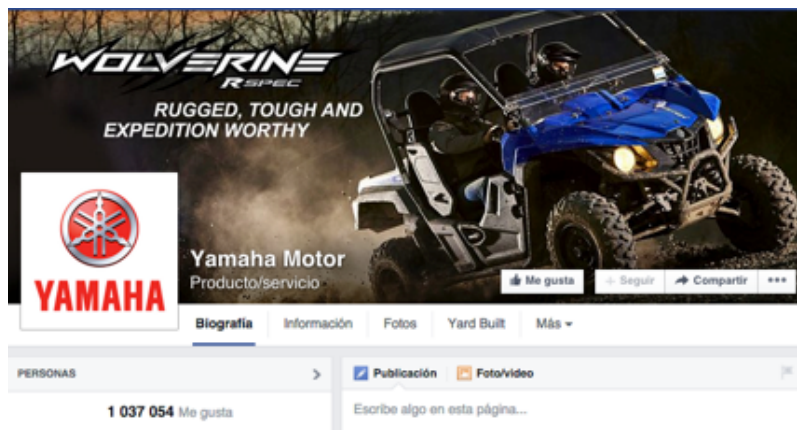 WOLVERINE
RSPEC
RUGGED, TOUGH AND
EXPEDITION WORTHY
YAMAHA
Yamaha Motor
Producto/servicio
Me gusta
+ Seguir
Compartir
Biografía
Información
Fotos
Yard Built
Más
PERSONAS
1 037 054 Me gusta
Publicación
Foto/video
Escribe algo en esta página...